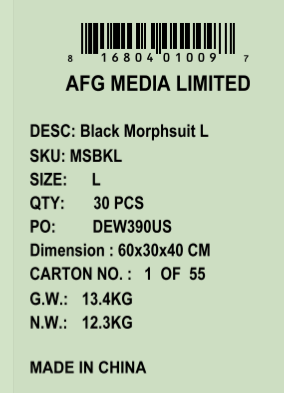 8 16804 01009 7
AFG MEDIA LIMITED
DESC: Black Morphsuit L
SKU: MSBKL
SIZE: L
QTY: 30 PCS
PO: DEW390US
Dimension : 60x30x40 CM
CARTON NO. : 1 OF 55
G.W.: 13.4KG
N.W.: 12.3KG
MADE IN CHINA